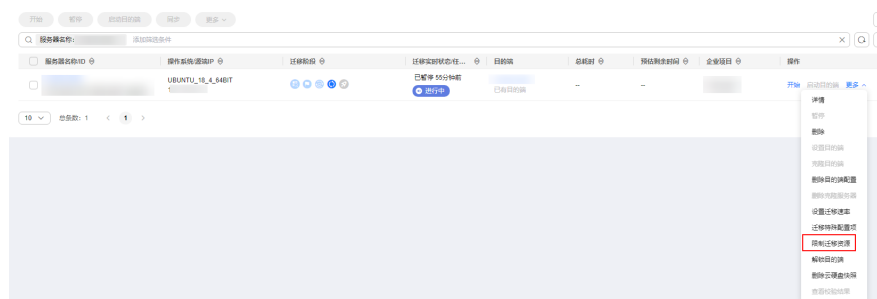 开始 暂停 启动目的端 同步 更多
服务器名称: 添加筛选条件
服务器名称/ID 操作系统/源端IP 迁移阶段 迁移实时状态/任... 目的端 总耗时 预估剩余时间 企业项目 操作
UBUNTU_18_4_64BIT 已暂停 55分钟前 -- -- 开始 启动目的端 更多
进行中 已有目的端
10 总条数: 1 1
详情
暂停
删除
设置目的端
克隆目的端
删除目的端配置
删除克隆服务器
设置迁移速率
迁移特殊配置项
限制迁移资源
解锁目的端
删除云硬盘快照
查看校验结果